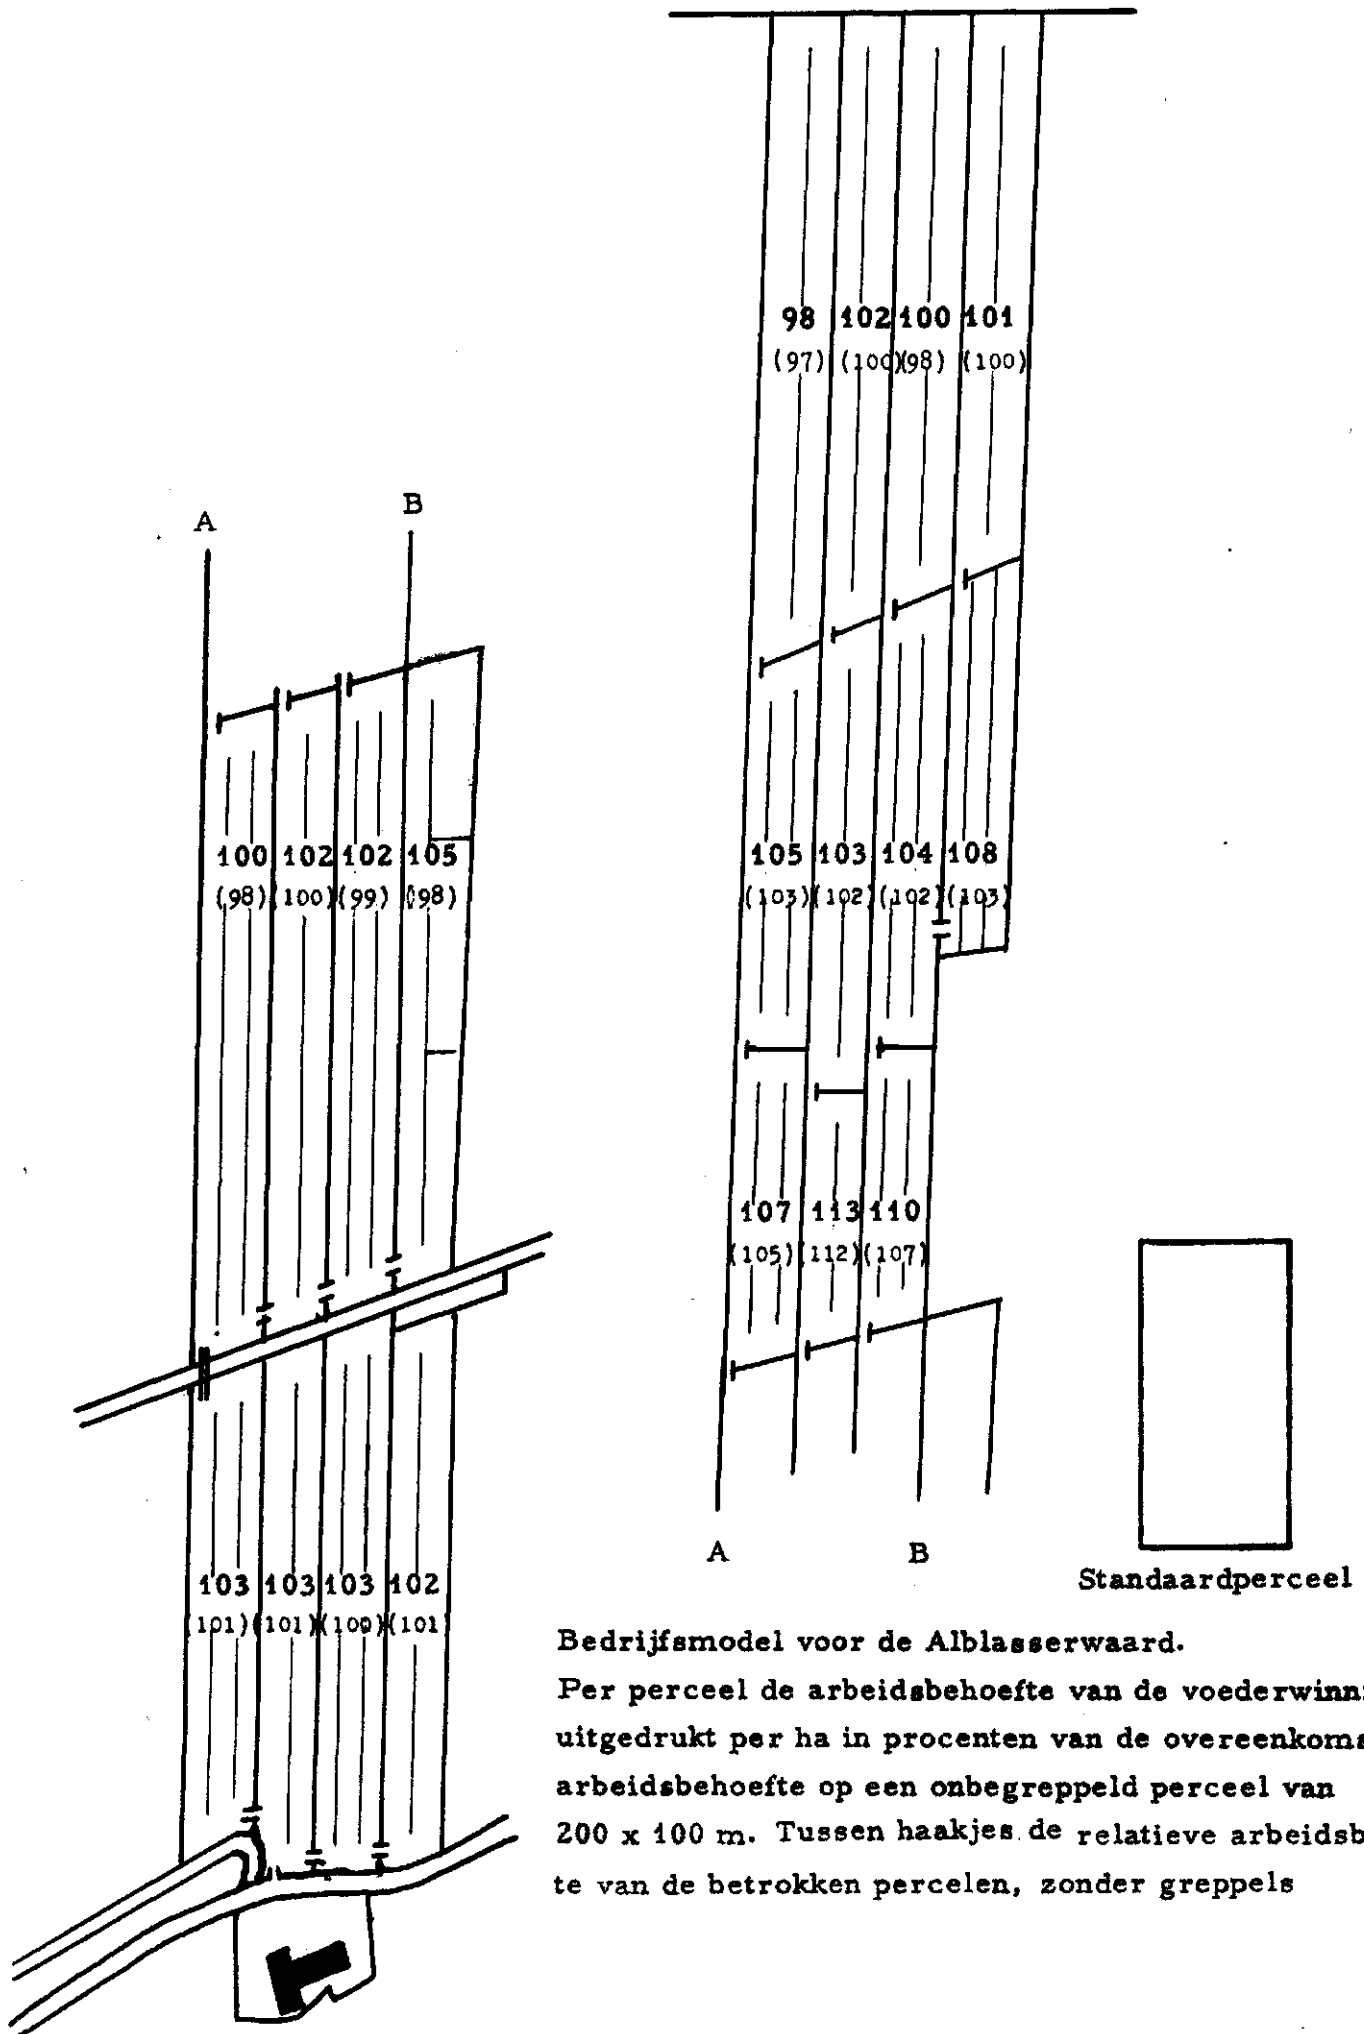 98 102 100 101
(97) (100) (98) (100)
A B
100 102 102 105
(98) (100) (99) (98)
105 103 104 108
(103) (102) (102) (103)
107 113 110
(105) (112) (107)
103 103 103 102
(101) (101) (100) (101
A B
Standaardperceel
Bedrijfsmodel voor de Alblasserwaard.
Per perceel de arbeidsbehoefte van de voederwinn
uitgedrukt per ha in procenten van de overeenkoms
arbeidsbehoefte op een onbegreppeld perceel van
200 x 100 m. Tussen haakjes de relatieve arbeidsb
te van de betrokken percelen, zonder greppels